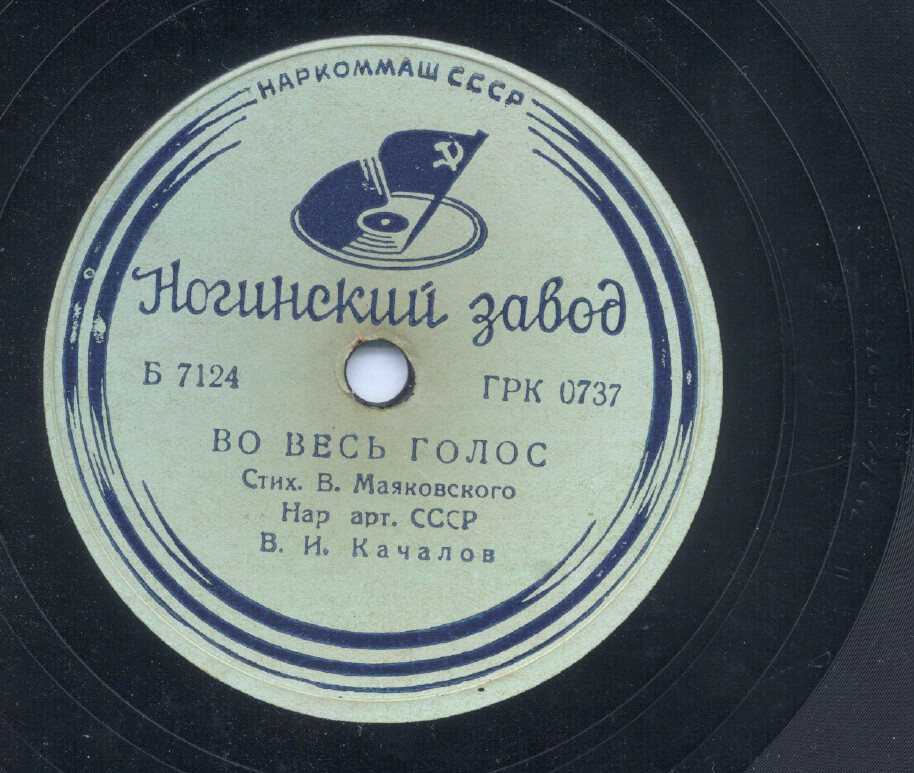 НАРКОММАШ СССР
Ногинский завод
Б 7124
ГРК 0737
ВО ВЕСЬ ГОЛОС
Стих. В. Маяковского
Нар арт. СССР
В. И. Качалов